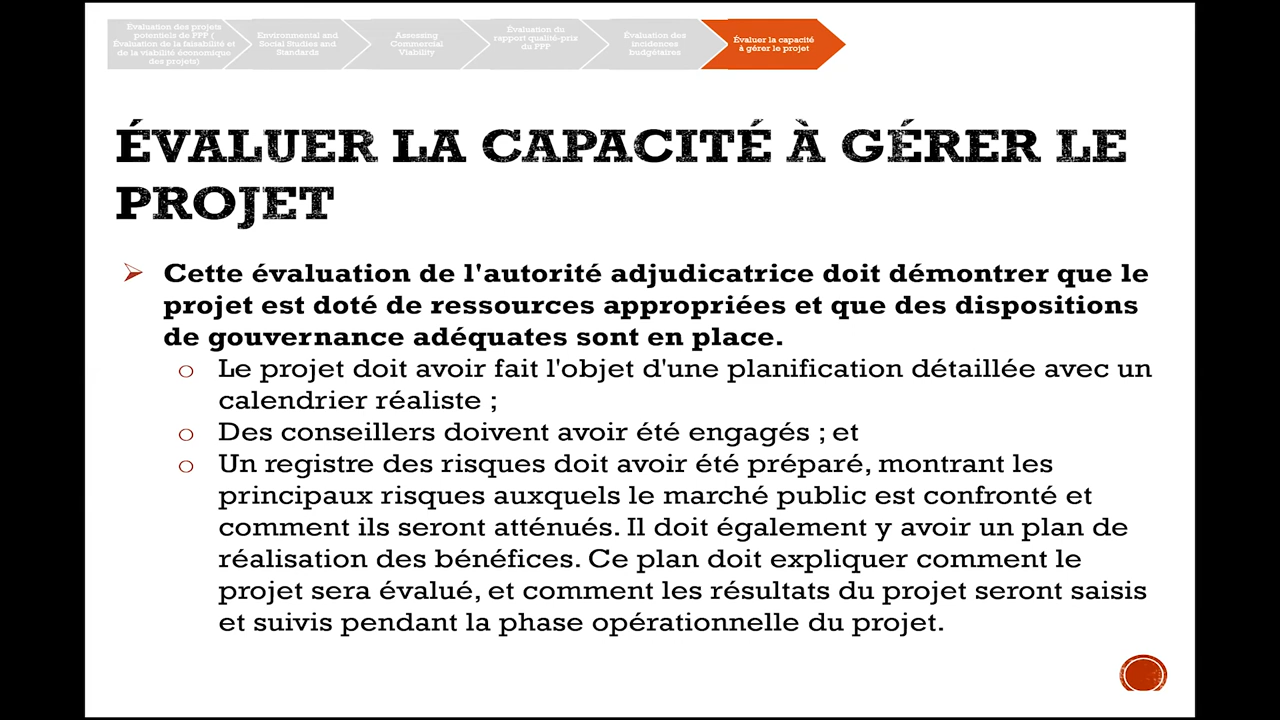 Evaluation des projets
potentiels de PPP (
Évaluation de la faisabilité et
de la viabilité économique
des projets)
Environmental and
Social Studies and
Standards
Assessing
Commercial
Viability
Évaluation du
rapport qualité-prix
du PPP
Évaluation des
incidences
budgétaires
Évaluer la capacité
à gérer le projet
ÉVALUER LA CAPACITÉ À GÉRER LE
PROJET
Cette évaluation de l'autorité adjudicatrice doit démontrer que le
projet est doté de ressources appropriées et que des dispositions
de gouvernance adéquates sont en place.
o Le projet doit avoir fait l'objet d'une planification détaillée avec un
calendrier réaliste ;
o Des conseillers doivent avoir été engagés ; et
o Un registre des risques doit avoir été préparé, montrant les
principaux risques auxquels le marché public est confronté et
comment ils seront atténués. Il doit également y avoir un plan de
réalisation des bénéfices. Ce plan doit expliquer comment le
projet sera évalué, et comment les résultats du projet seront saisis
et suivis pendant la phase opérationnelle du projet.